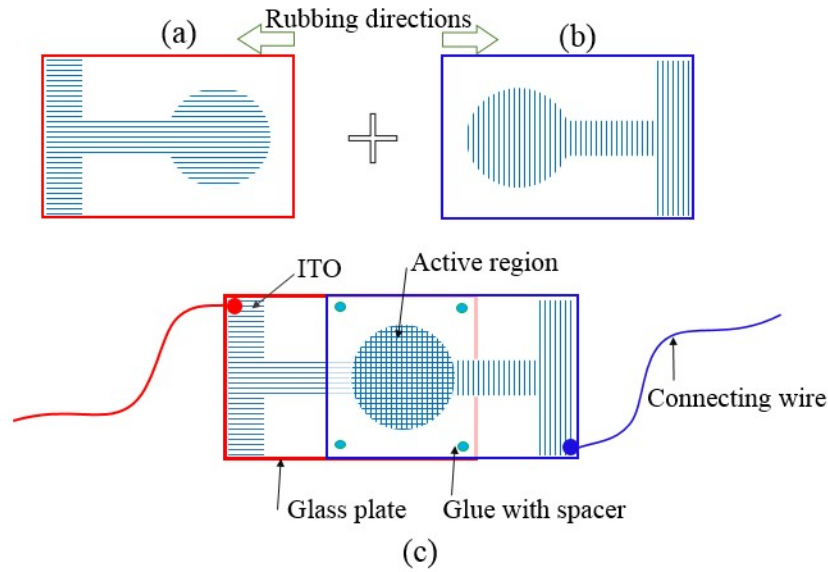 Rubbing directions
(a)
(b)
ITO
Active region
Connecting wire
Glass plate
Glue with spacer
(c)